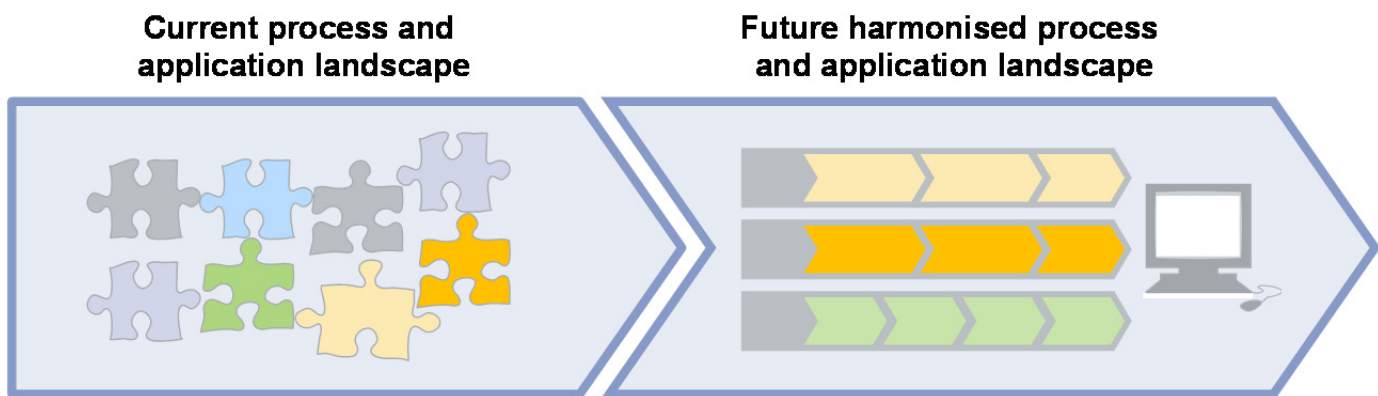 Current process and
application landscape
Future harmonised process
and application landscape